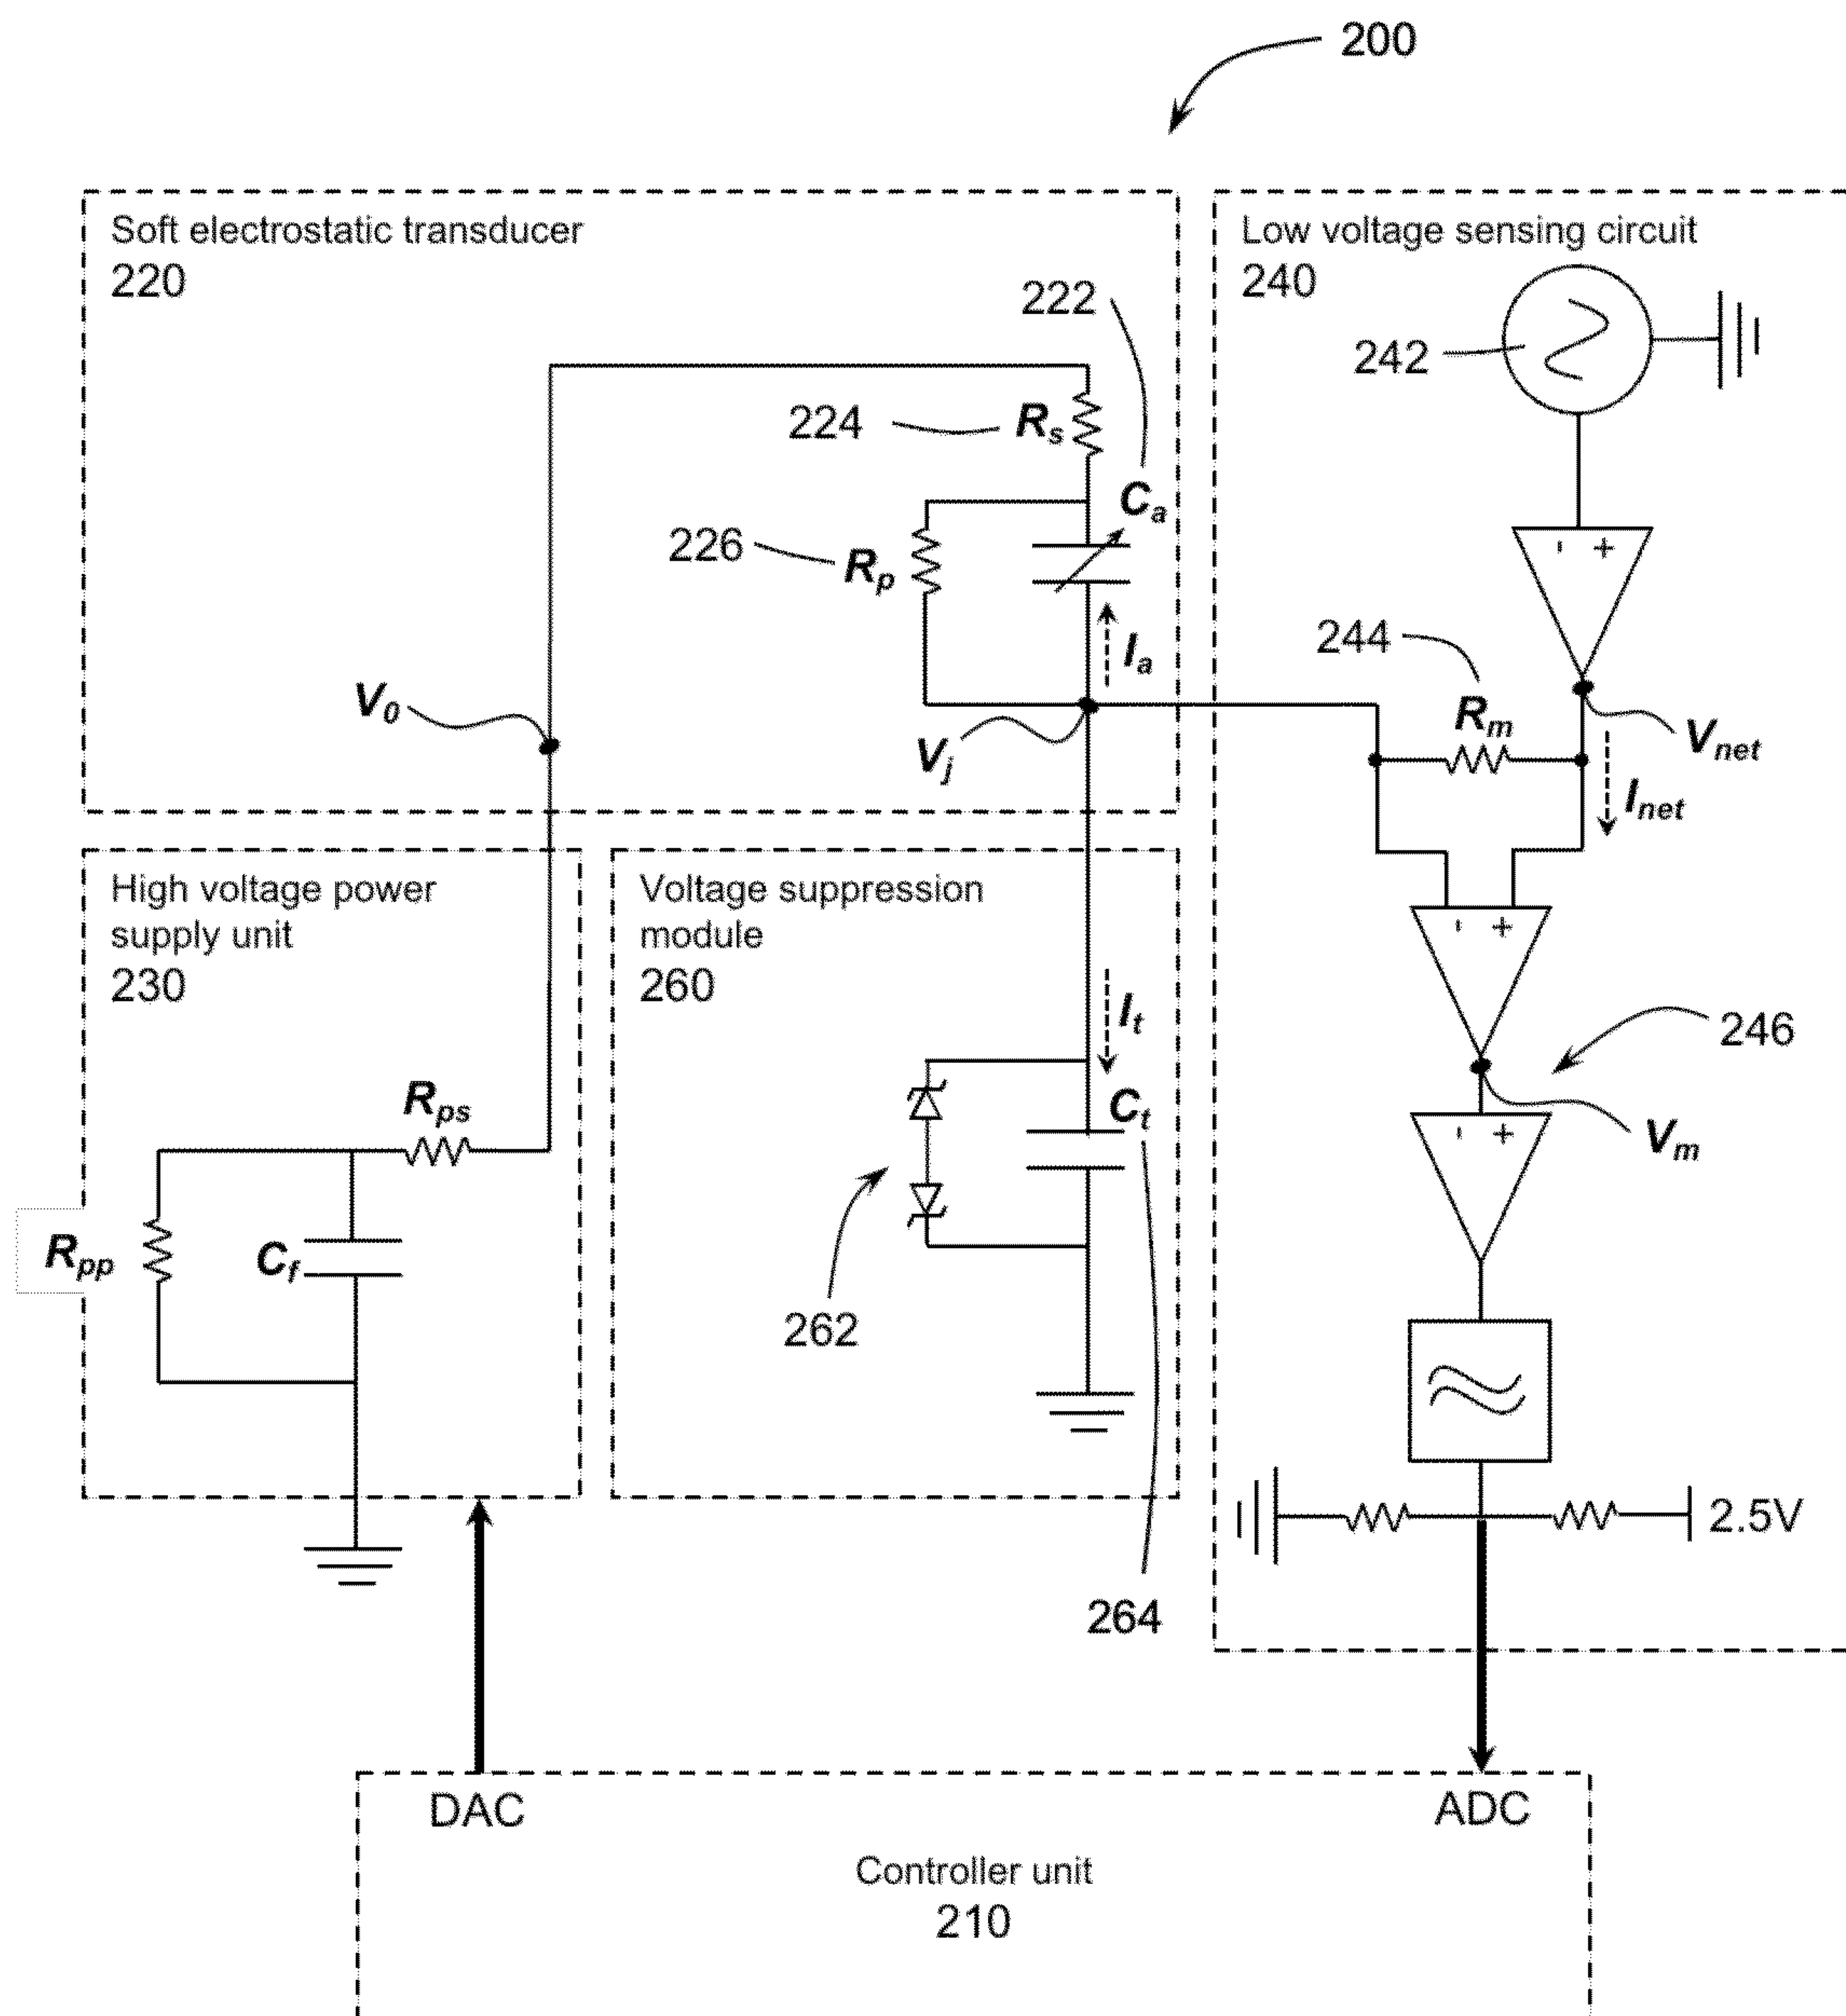 200
Soft electrostatic transducer
220
222
224
Rs
Ca
226
Rp
Ia
V0
Vj
Low voltage sensing circuit
240
242
- +
244
Rm
Vnet
Inet
- +
246
Vm
- +
2.5V
High voltage power
supply unit
230
Rps
Rpp
Cf
Voltage suppression
module
260
It
Ct
262
264
DAC
ADC
Controller unit
210